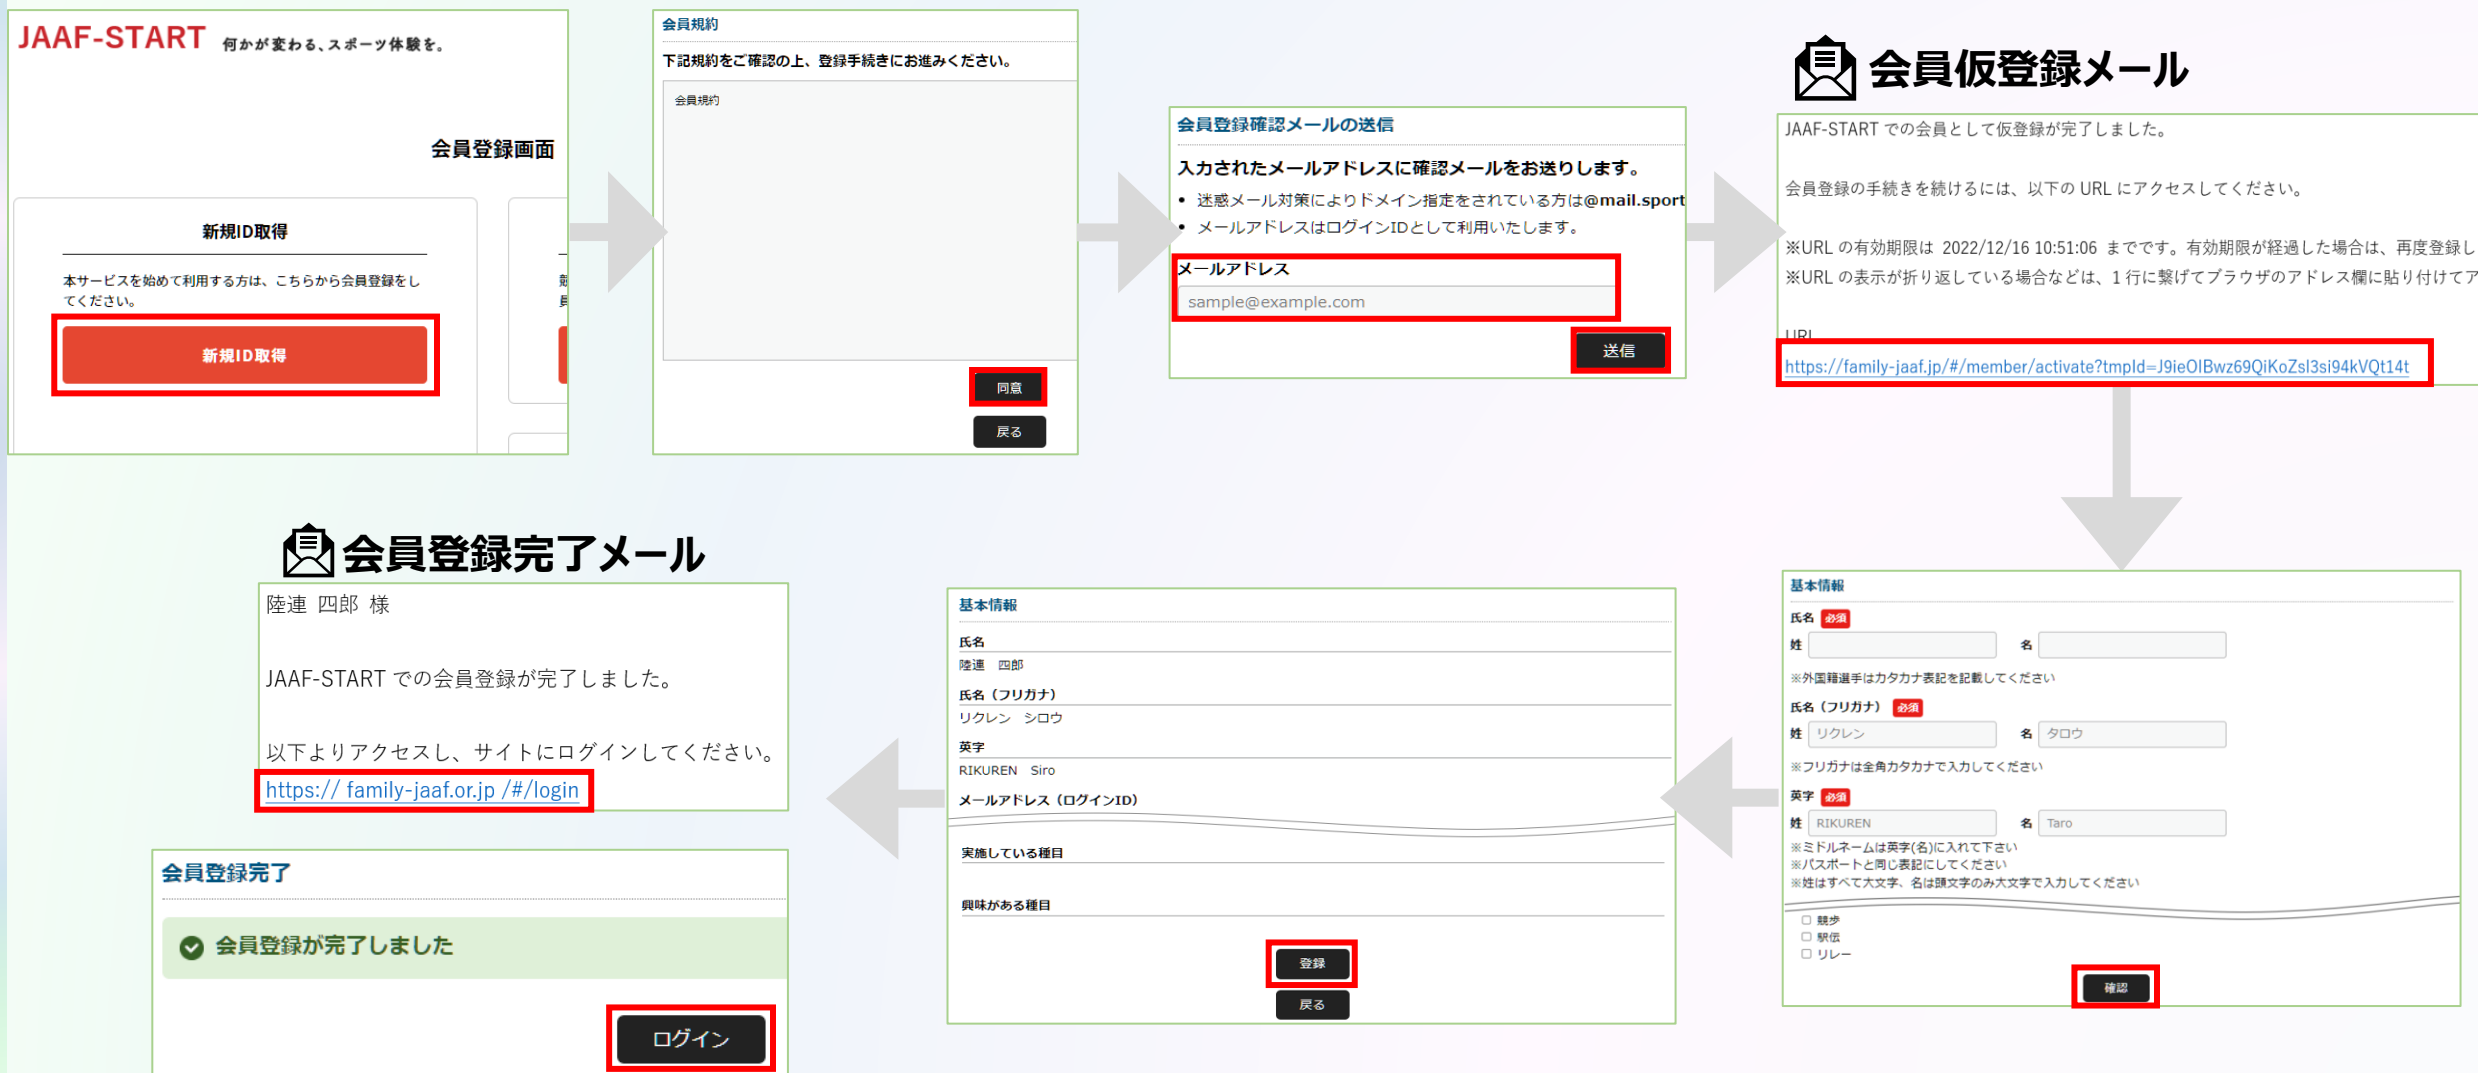 JAAF-START 何かが変わる、スポーツ体験を。
会員登録画面
新規ID取得
本サービスを始めて利用する方は、こちらから会員登録をし
てください。
新規ID取得
会員規約
下記規約をご確認の上、登録手続きにお進みください。
会員規約
同意
戻る
会員登録確認メールの送信
入力されたメールアドレスに確認メールをお送りします。
• 迷惑メール対策によりドメイン指定をされている方は@mail.sport
• メールアドレスはログインIDとして利用いたします。
メールアドレス
sample@example.com
送信
会員仮登録メール
JAAF-START での会員として仮登録が完了しました。
会員登録の手続きを続けるには、以下の URL にアクセスしてください。
※URL の有効期限は 2022/12/16 10:51:06 までです。有効期限が経過した場合は、再度登録し
※URL の表示が折り返している場合などは、1 行に繋げてブラウザのアドレス欄に貼り付けてア
URL
https://family-jaaf.jp/#/member/activate?tmpId=J9ieOIBwz69QiKoZsI3si94kVQt14t
基本情報
氏名 必須
姓 名
※外国籍選手はカタカナ表記を記載してください
氏名（フリガナ） 必須
姓 リクレン 名 タロウ
※フリガナは全角カタカナで入力してください
英字 必須
姓 RIKUREN 名 Taro
※ミドルネームは英字(名)に入れて下さい
※パスポートと同じ表記にしてください
※姓はすべて大文字、名は頭文字のみ大文字で入力してください
競歩
駅伝
リレー
確認
基本情報
氏名
陸連 四郎
氏名（フリガナ）
リクレン シロウ
英字
RIKUREN Siro
メールアドレス（ログインID）
実施している種目
興味がある種目
登録
戻る
会員登録完了メール
陸連 四郎 様
JAAF-START での会員登録が完了しました。
以下よりアクセスし、サイトにログインしてください。
https:// family-jaaf.or.jp /#/login
会員登録完了
会員登録が完了しました
ログイン